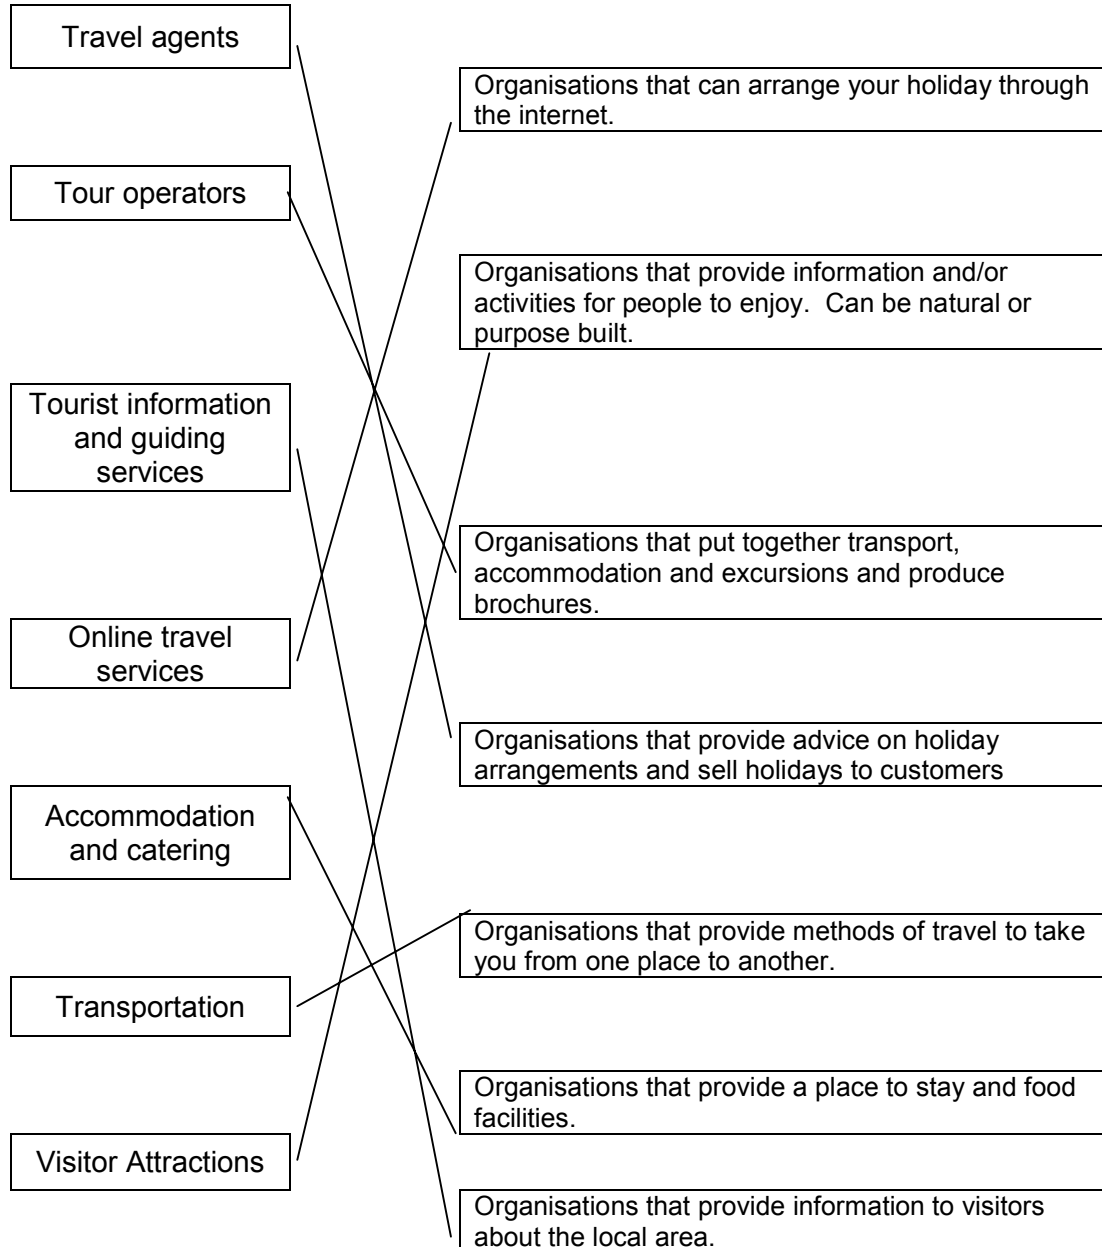 Travel agents
Organisations that can arrange your holiday through
the internet.
Tour operators
Organisations that provide information and/or
activities for people to enjoy.  Can be natural or
purpose built.
Tourist information
and guiding
services
Organisations that put together transport,
accommodation and excursions and produce
brochures.
Online travel
services
Organisations that provide advice on holiday
arrangements and sell holidays to customers
Accommodation
and catering
Organisations that provide methods of travel to take
you from one place to another.
Transportation
Organisations that provide a place to stay and food
facilities.
Visitor Attractions
Organisations that provide information to visitors
about the local area.